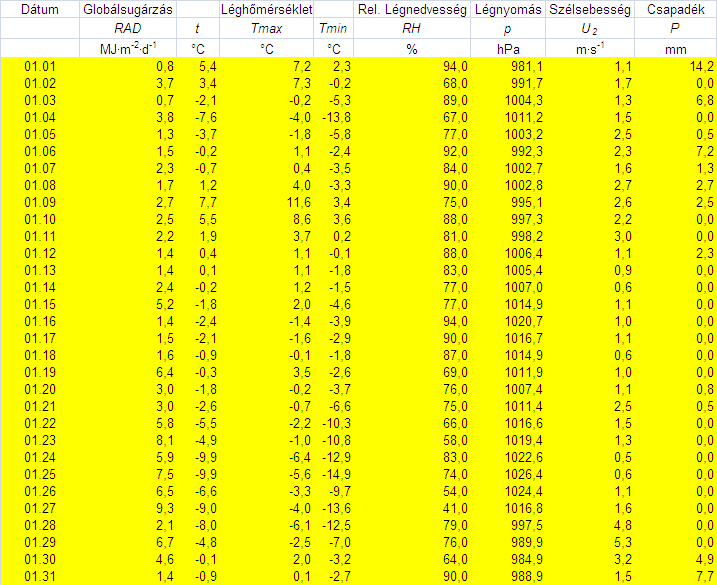 Dátum Globálsugárzás Léghőmérséklet Rel. Légnedvesség Légnyomás Szélsebesség Csapadék
RAD t Tmax Tmin RH p U2 P
MJ·m-2·d-1 °C °C °C % hPa m·s-1 mm
01.01 0,8 5,4 7,2 2,3 94,0 981,1 1,1 14,2
01.02 3,7 3,4 7,3 -0,2 68,0 991,7 1,7 0,0
01.03 0,7 -2,1 -0,2 -5,3 89,0 1004,3 1,3 6,8
01.04 3,8 -7,6 -4,0 -13,8 67,0 1011,2 1,5 0,0
01.05 1,3 -3,7 -1,8 -5,8 77,0 1003,2 2,5 0,5
01.06 1,5 -0,2 1,1 -2,4 92,0 992,3 2,3 7,2
01.07 2,3 -0,7 0,4 -3,5 84,0 1002,7 1,6 1,3
01.08 1,7 1,2 4,0 -3,3 90,0 1002,8 2,7 2,7
01.09 2,7 7,7 11,6 3,4 75,0 995,1 2,6 2,5
01.10 2,5 5,5 8,6 3,6 88,0 997,3 2,2 0,0
01.11 2,2 1,9 3,7 0,2 81,0 998,2 3,0 0,0
01.12 1,4 0,4 1,1 -0,1 88,0 1006,4 1,1 2,3
01.13 1,4 0,1 1,1 -1,8 83,0 1005,4 0,9 0,0
01.14 2,4 -0,2 1,2 -1,5 77,0 1007,0 0,6 0,0
01.15 5,2 -1,8 2,0 -4,6 77,0 1014,9 1,1 0,0
01.16 1,4 -2,4 -1,4 -3,9 94,0 1020,7 1,0 0,0
01.17 1,5 -2,1 -1,6 -2,9 90,0 1016,7 1,1 0,0
01.18 1,6 -0,9 -0,1 -1,8 87,0 1014,9 0,6 0,0
01.19 6,4 -0,3 3,5 -2,6 69,0 1011,9 1,0 0,0
01.20 3,0 -1,8 -0,2 -3,7 76,0 1007,4 1,1 0,8
01.21 3,0 -2,6 -0,7 -6,6 75,0 1011,4 2,5 0,5
01.22 5,8 -5,5 -2,2 -10,3 66,0 1016,6 1,5 0,0
01.23 8,1 -4,9 -1,0 -10,8 58,0 1019,4 1,3 0,0
01.24 5,9 -9,9 -6,4 -12,9 83,0 1022,6 0,5 0,0
01.25 7,5 -9,9 -5,6 -14,9 74,0 1026,4 0,6 0,0
01.26 6,5 -6,6 -3,3 -9,7 54,0 1024,4 1,1 0,0
01.27 9,3 -9,0 -4,0 -13,6 41,0 1016,8 1,6 0,0
01.28 2,1 -8,0 -6,1 -12,5 79,0 997,5 4,8 0,0
01.29 6,7 -4,8 -2,5 -7,0 76,0 989,9 5,3 0,0
01.30 4,6 -0,1 2,0 -3,2 64,0 984,9 3,2 4,9
01.31 1,4 -0,9 0,1 -2,7 90,0 988,9 1,5 7,7